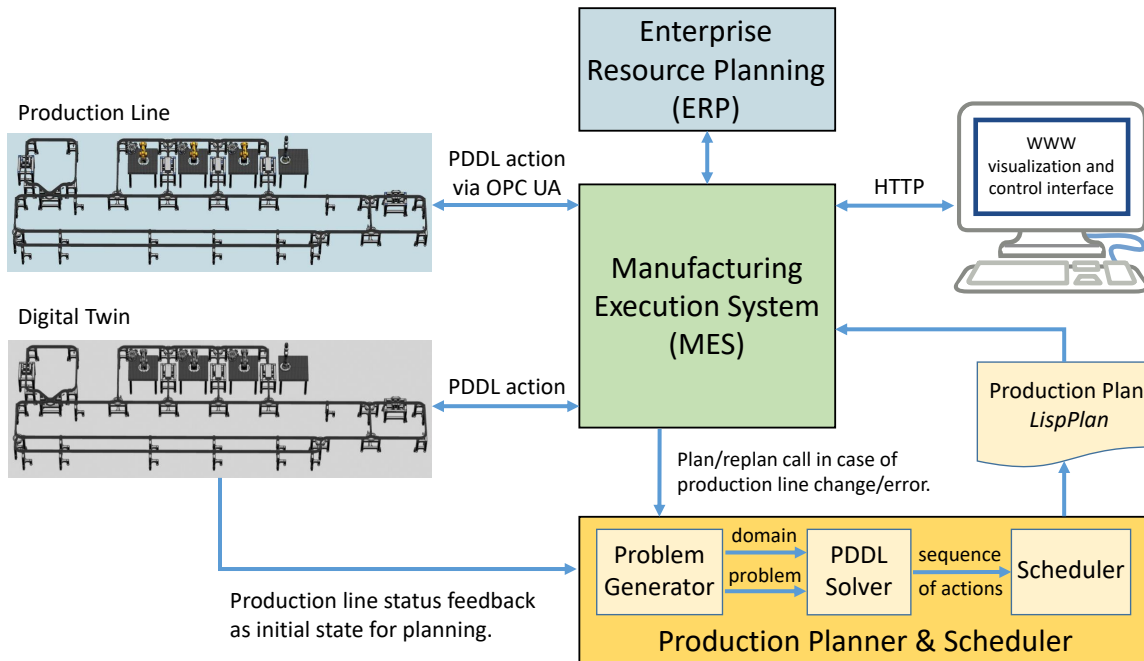 Enterprise
Resource Planning
(ERP)
Production Line
PDDL action
via OPC UA
HTTP
WWW
visualization and
control interface
Manufacturing
Execution System
(MES)
Digital Twin
PDDL action
Production Plan
LispPlan
Plan/replan call in case of
production line change/error.
Production line status feedback
as initial state for planning.
Problem
Generator
domain
problem
PDDL
Solver
sequence
of actions
Scheduler
Production Planner & Scheduler